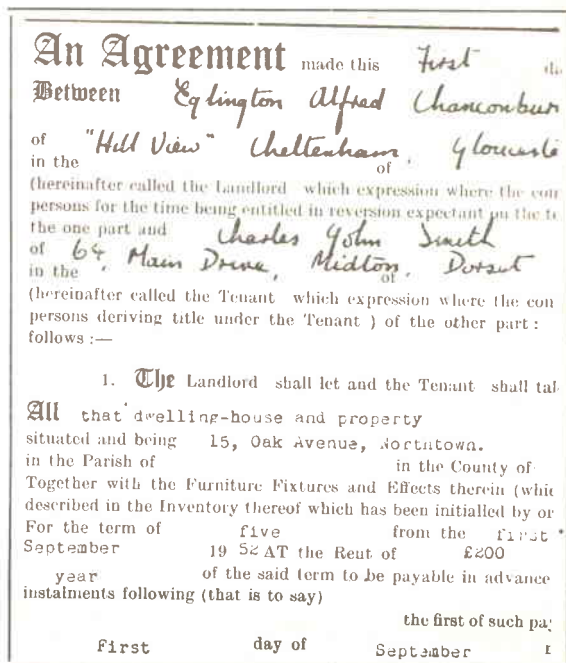 An Agreement made this First
Between Eglington Alfred
of "Hill View" Cheltenham,
in the of
(hereinafter called the Landlord which expression where the
persons for the time being entitled in reversion expectant on the
the one part and Charles John Smith
of 64, Main Drive, Midton, Dorset
in the of
(hereinafter called the Tenant which expression where the
persons deriving title under the Tenant ) of the other part :
follows :—
1. The Landlord shall let and the Tenant shall
All that dwelling-house and property
situated and being 15, Oak Avenue, Nortntown.
in the Parish of in the County of
Together with the Furniture Fixtures and Effects therein
described in the Inventory thereof which has been initialled by or
For the term of five from the first
September 19 52 AT the Rent of £200
year of the said term to be payable in advance
instalments following (that is to say)
the first of such
First day of September